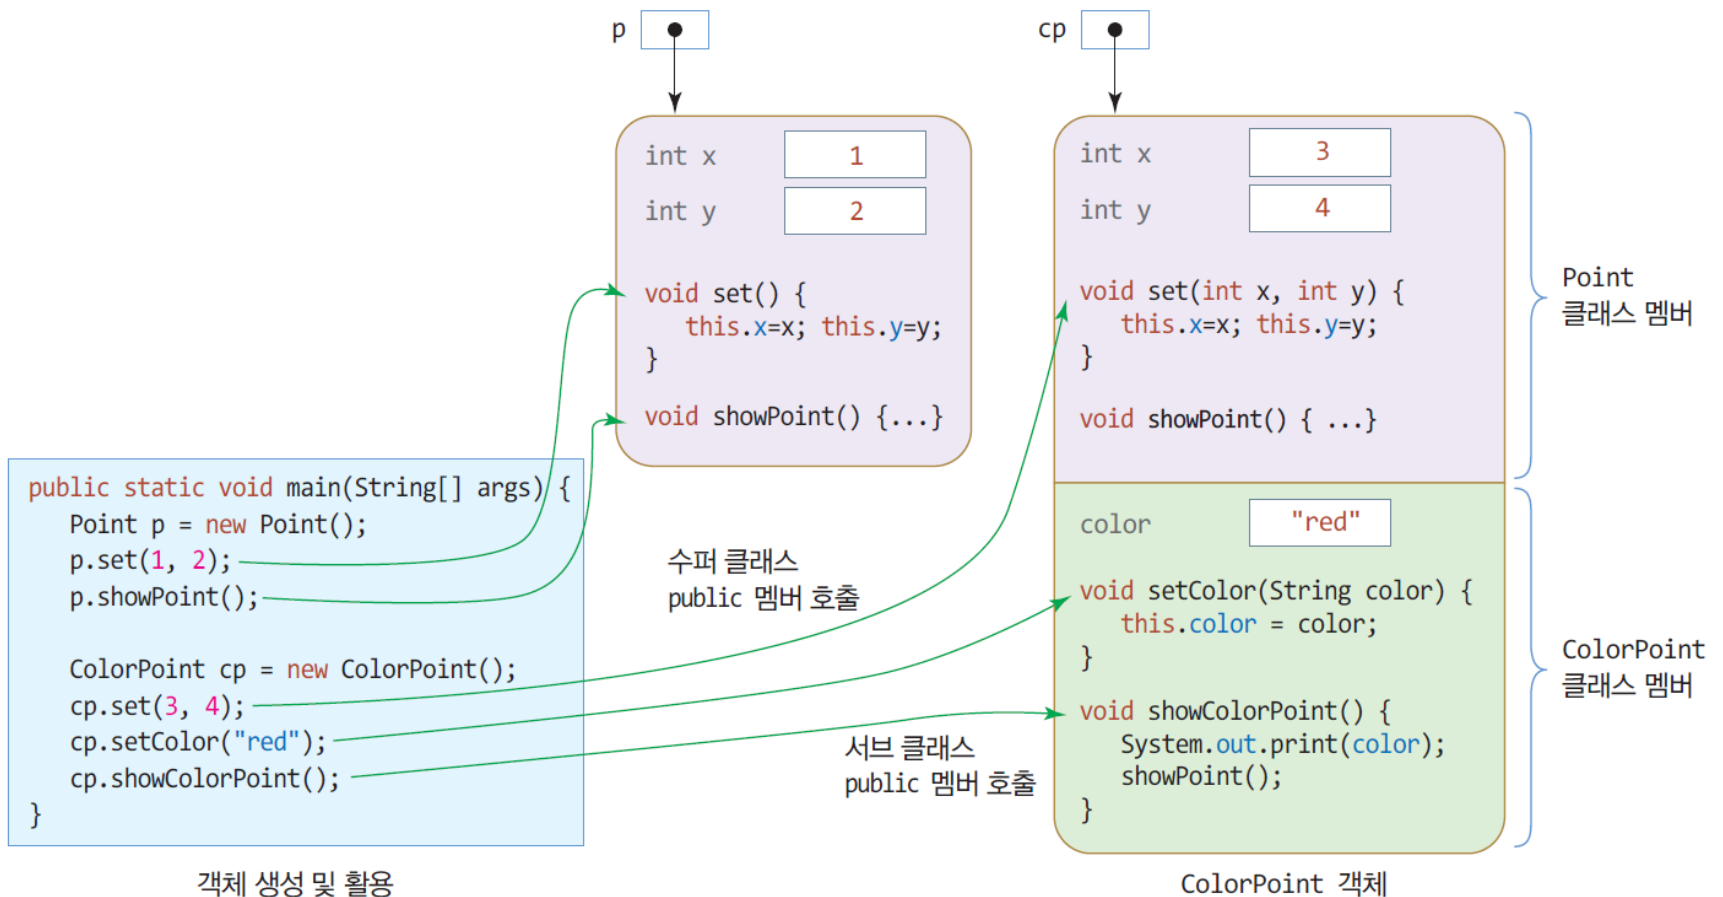 p
cp
int x
1
int y
2
void set() {
this.x=x; this.y=y;
}
void showPoint() {...}
int x
3
int y
4
void set(int x, int y) {
this.x=x; this.y=y;
}
void showPoint() { ...}
Point
클래스 멤버
public static void main(String[] args) {
Point p = new Point();
p.set(1, 2);
p.showPoint();
ColorPoint cp = new ColorPoint();
cp.set(3, 4);
cp.setColor("red");
cp.showColorPoint();
}
수퍼 클래스
public 멤버 호출
서브 클래스
public 멤버 호출
color
"red"
void setColor(String color) {
this.color = color;
}
void showColorPoint() {
System.out.print(color);
showPoint();
}
ColorPoint
클래스 멤버
객체 생성 및 활용
ColorPoint 객체